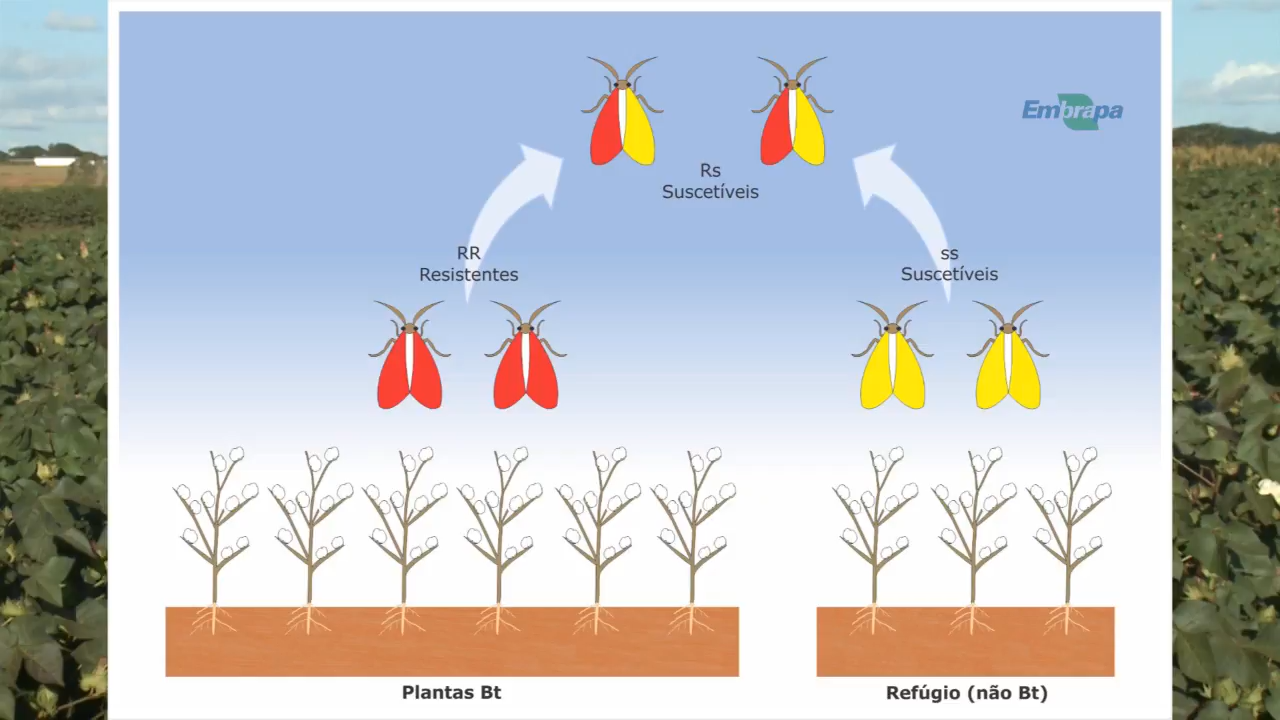 Embrapa
Rs
Suscetíveis
RR
Resistentes
ss
Suscetíveis
Plantas Bt
Refúgio (não Bt)